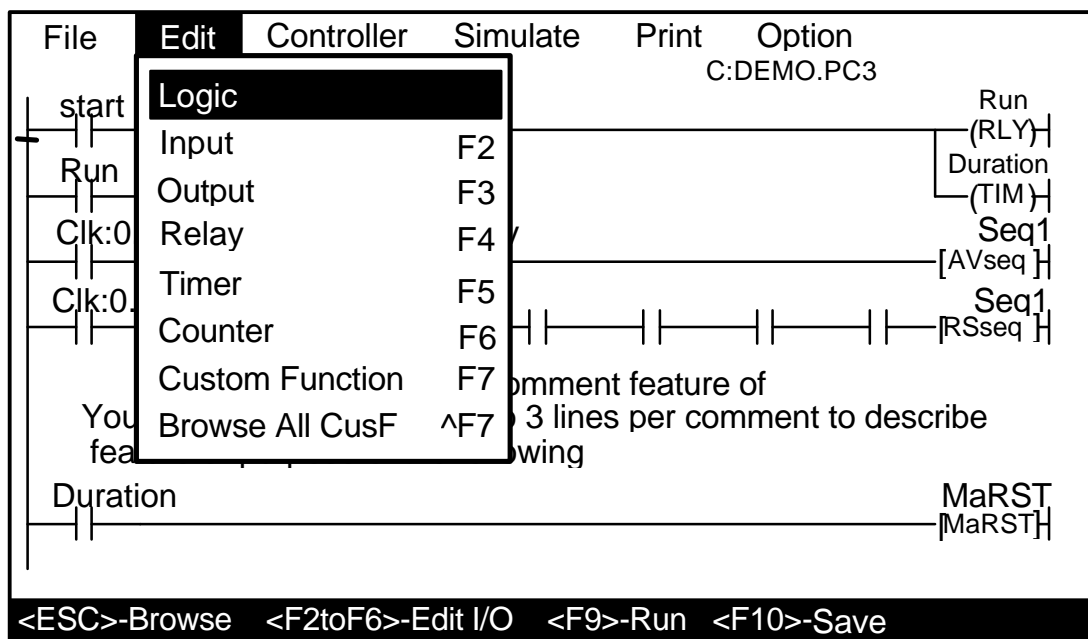 File Edit Controller Simulate Print Option
C:DEMO.PC3
Logic
Input F2
Output F3
Relay F4
Timer F5
Counter F6
Custom Function F7
Browse All CusF ^F7
start Run
(RLY)
Run Duration
(TIM)
Clk:0 Seq1
[AVseq ]
Clk:0. Seq1
[RSseq ]
omment feature of
You 3 lines per comment to describe
fea owing
Duration MaRST
[MaRST]
<ESC>-Browse <F2toF6>-Edit I/O <F9>-Run <F10>-Save